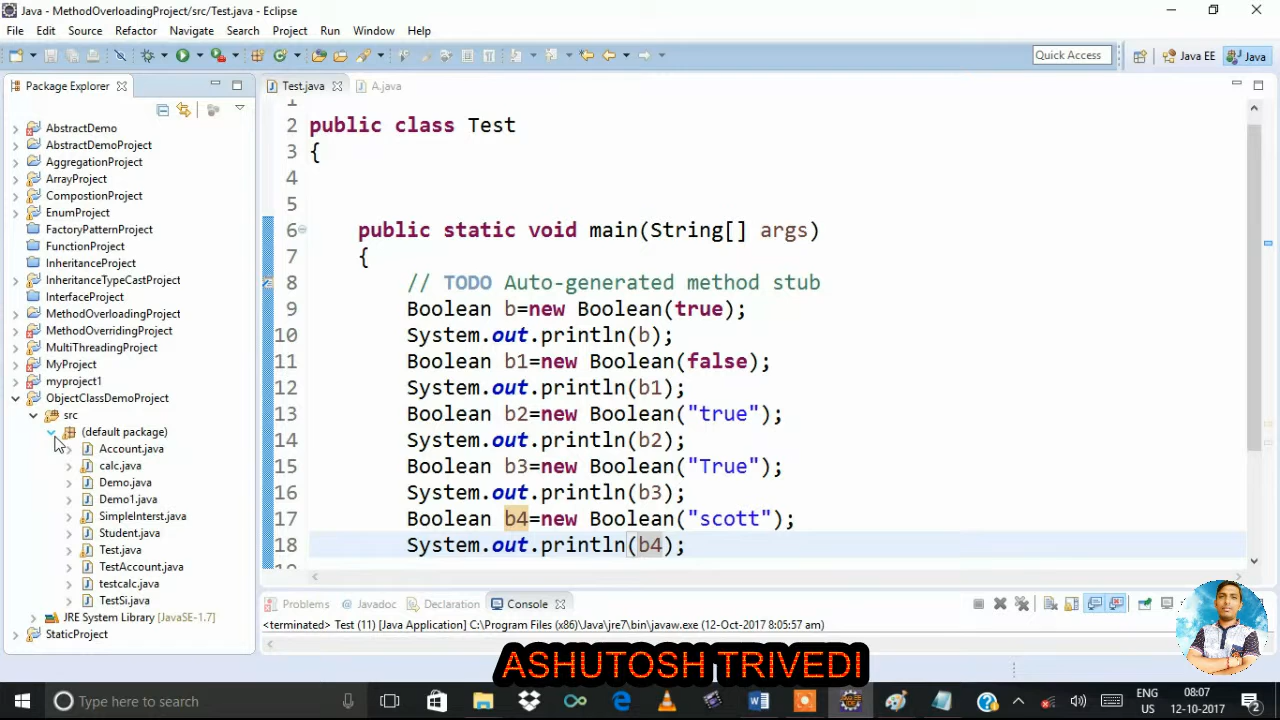 Java - MethodOverloadingProject/src/Test.java - Eclipse
File Edit Source Refactor Navigate Search Project Run Window Help
Quick Access Java EE Java
Package Explorer
Test.java A.java
AbstractDemo
AbstractDemoProject
AggregationProject
ArrayProject
CompostionProject
EnumProject
FactoryPatternProject
FunctionProject
InheritanceProject
InheritanceTypeCastProject
InterfaceProject
MethodOverloadingProject
MethodOverridingProject
MultiThreadingProject
MyProject
myproject1
ObjectClassDemoProject
src
(default package)
Account.java
calc.java
Demo.java
Demo1.java
SimpleInterst.java
Student.java
Test.java
TestAccount.java
testcalc.java
TestSi.java
JRE System Library [JavaSE-1.7]
StaticProject
1
2 public class Test
3 {
4
5
6 public static void main(String[] args)
7 {
8 // TODO Auto-generated method stub
9 Boolean b=new Boolean(true);
10 System.out.println(b);
11 Boolean b1=new Boolean(false);
12 System.out.println(b1);
13 Boolean b2=new Boolean("true");
14 System.out.println(b2);
15 Boolean b3=new Boolean("True");
16 System.out.println(b3);
17 Boolean b4=new Boolean("scott");
18 System.out.println(b4);
Problems Javadoc Declaration Console
<terminated> Test (11) [Java Application] C:\Program Files (x86)\Java\jre7\bin\javaw.exe (12-Oct-2017 8:05:57 am)
ASHUTOSH TRIVEDI
Type here to search
ENG
US
08:07
12-10-2017
2